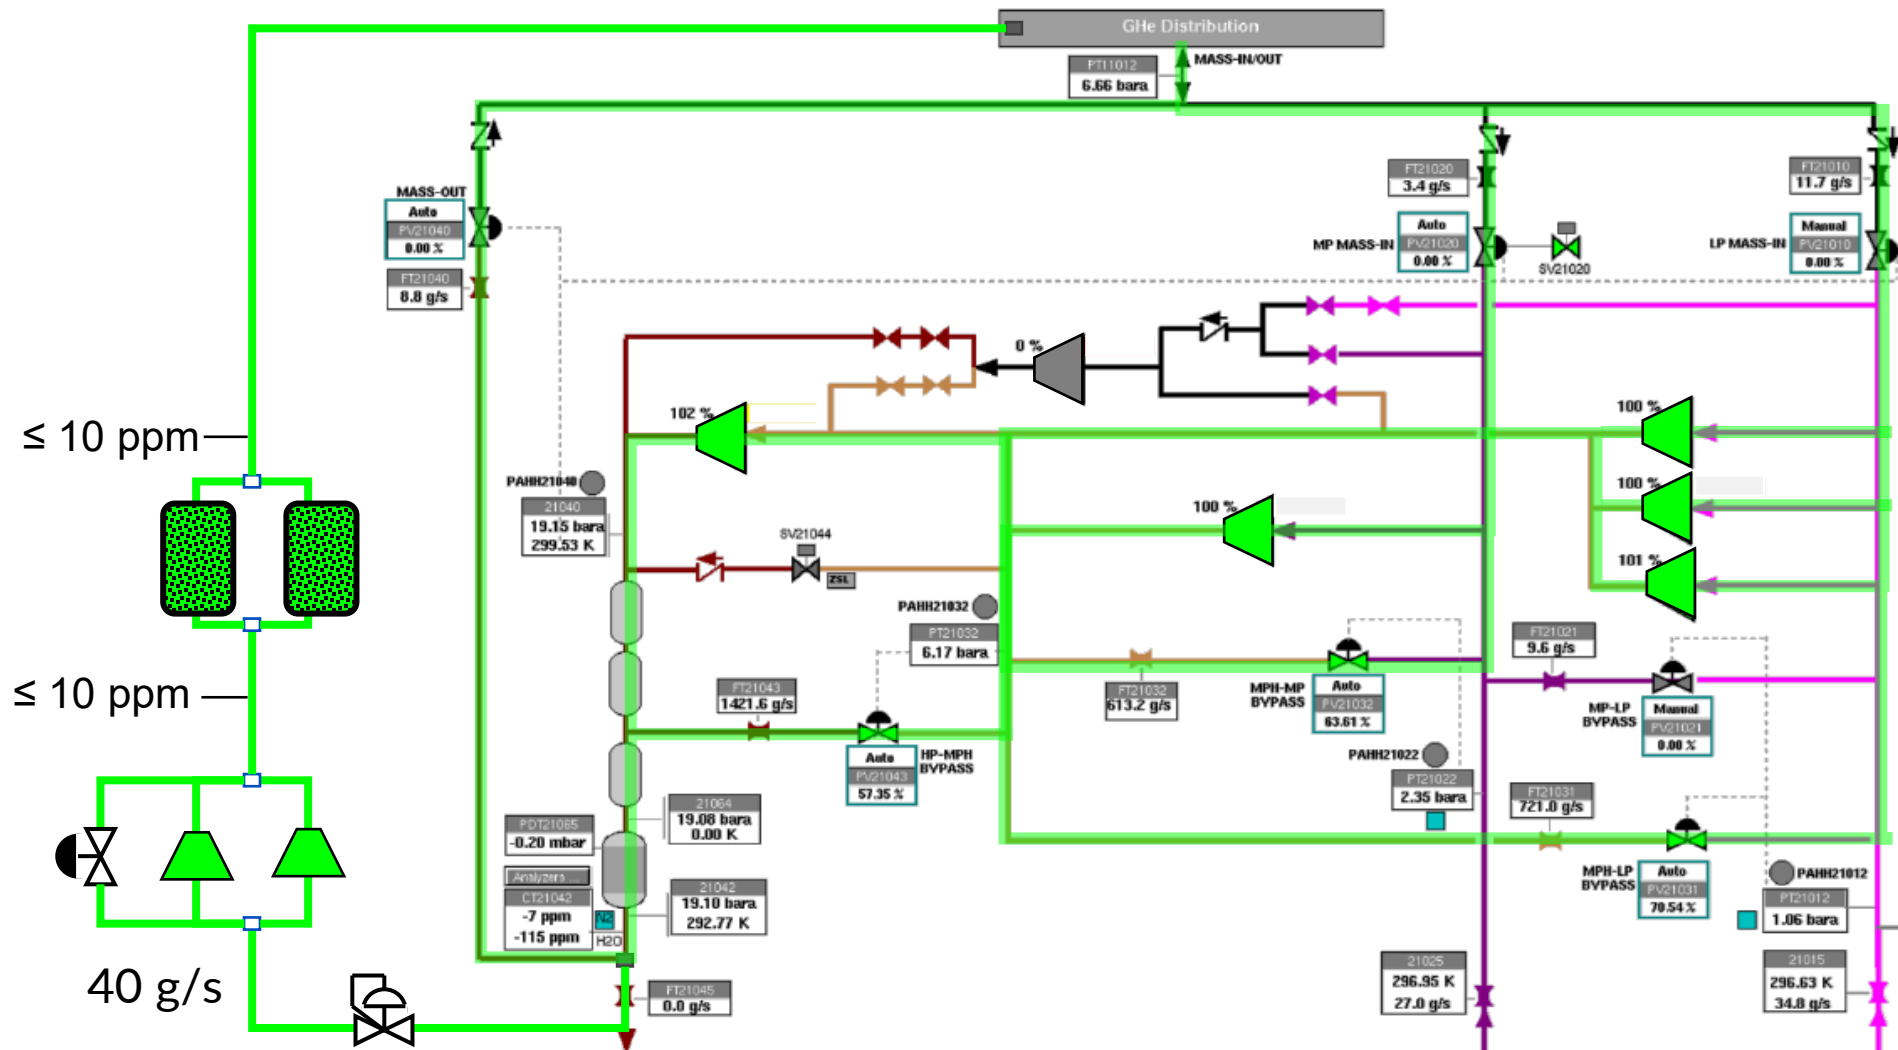 GHe Distribution
MASS-IN/OUT
PT11012
6.66 bara
MASS-OUT
Auto
PV21040
0.00 %
FT21040
8.8 g/s
FT21020
3.4 g/s
Auto
PV21020
0.00 %
MP MASS-IN
SV21020
FT21010
11.7 g/s
Manual
PV21010
0.00 %
LP MASS-IN
0 %
102 %
100 %
100 %
100 %
101 %
≤ 10 ppm
≤ 10 ppm
40 g/s
PAHH21040
21040
19.15 bara
299.53 K
SV21044
ZSL
PAHH21032
PT21032
6.17 bara
FT21043
1421.6 g/s
Auto
PV21043
57.35 %
HP-MPH
BYPASS
FT21032
613.2 g/s
MPH-MP
BYPASS
Auto
PV21032
63.61 %
FT21021
9.6 g/s
MP-LP
BYPASS
Manual
PV21021
0.00 %
PAHH21022
PT21022
2.35 bara
FT21031
721.0 g/s
MPH-LP
BYPASS
Auto
PV21031
70.54 %
PAHH21012
PT21012
1.06 bara
21064
19.08 bara
0.00 K
PDT21065
-0.20 mbar
Analyzers ...
CT21042
-7 ppm
-115 ppm
N2
H2O
21042
19.10 bara
292.77 K
FT21045
0.0 g/s
21025
296.95 K
27.0 g/s
21015
296.63 K
34.8 g/s